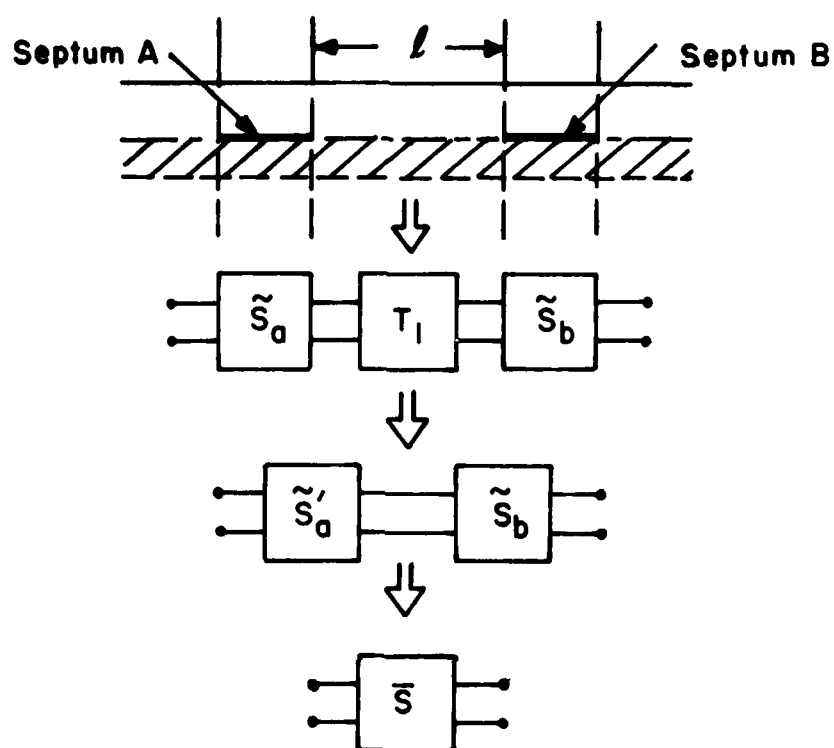 Septum A
ℓ
Septum B
S̃a
T1
S̃b
S̃′a
S̃b
S̄